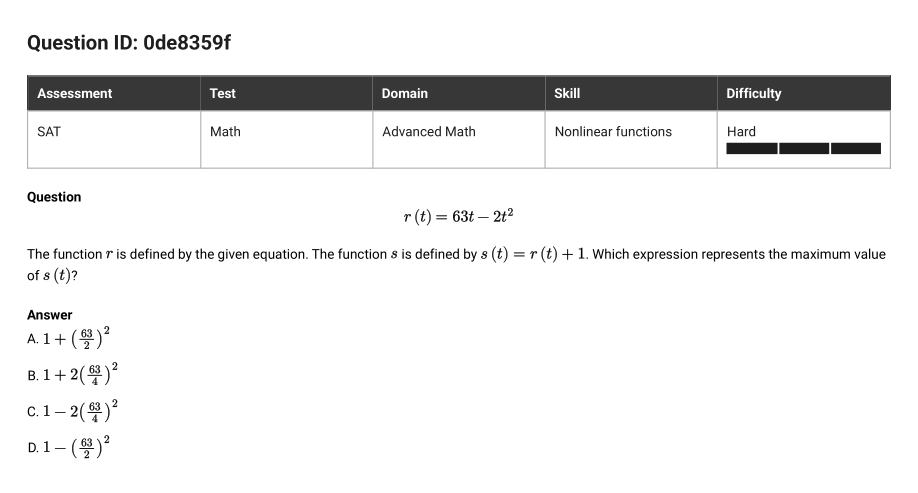 Question ID: 0de8359f
Assessment Test Domain Skill Difficulty
SAT Math Advanced Math Nonlinear functions Hard
Question
r (t) = 63t − 2t²
The function r is defined by the given equation. The function s is defined by s (t) = r (t) + 1. Which expression represents the maximum value
of s (t)?
Answer
A. 1 + (63/2)²
B. 1 + 2(63/4)²
C. 1 − 2(63/4)²
D. 1 − (63/2)²